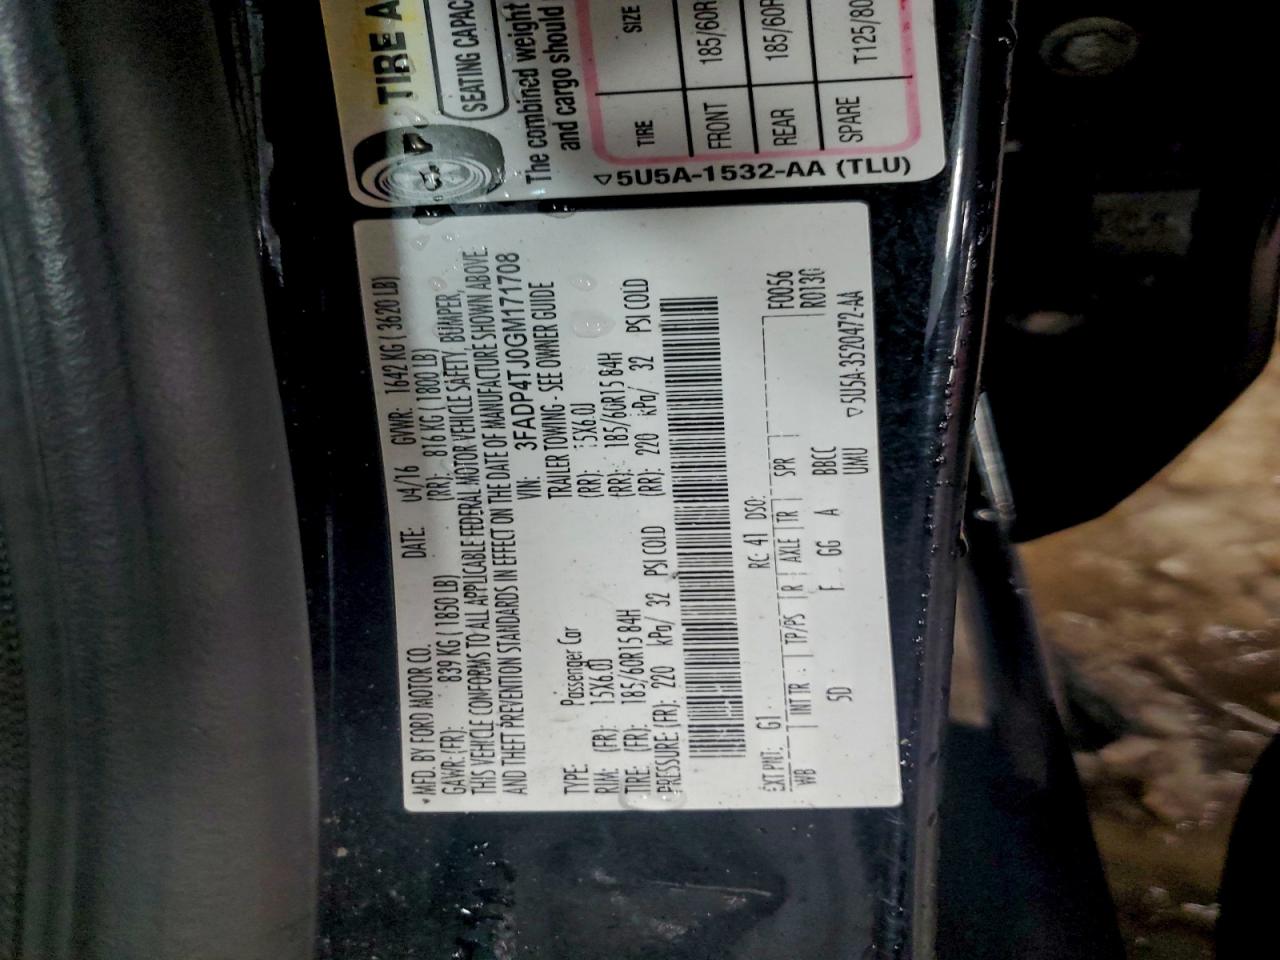 TIRE A
SEATING CAPAC
The combined weight
and cargo should
TIRE SIZE
FRONT 185/60R
REAR 185/60R
SPARE T125/80
▽5U5A-1532-AA (TLU)
MFD. BY FORD MOTOR CO. DATE: 04/16 GVWR: 1642 KG ( 3620 LB)
GAWR: FR): 839 KG ( 1850 LB) (RR): 816 KG ( 1800 LB)
THIS VEHICLE CONFORMS TO ALL APPLICABLE FEDERAL MOTOR VEHICLE SAFETY, BUMPER,
AND THEFT PREVENTION STANDARDS IN EFFECT ON THE DATE OF MANUFACTURE SHOWN ABOVE.
VIN: 3FADP4TJ0GM171708
TYPE: Passenger Car TRAILER TOWING - SEE OWNER GUIDE
RIM: (FR): 15X6.0J (RR): 15X6.0J
TIRE: (FR): 185/60R15 84H (RR): 185/60R15 84H
PRESSURE (FR): 220 kPa/ 32 PSI COLD (RR): 220 kPa/ 32 PSI COLD
EXT PNT: G1 RC: 41 DSO: F0056
WB INT TR TP/PS R AXLE TR SPR R0130
5D F GG A BBCC
UMU ▽5U5A-3520472-AA